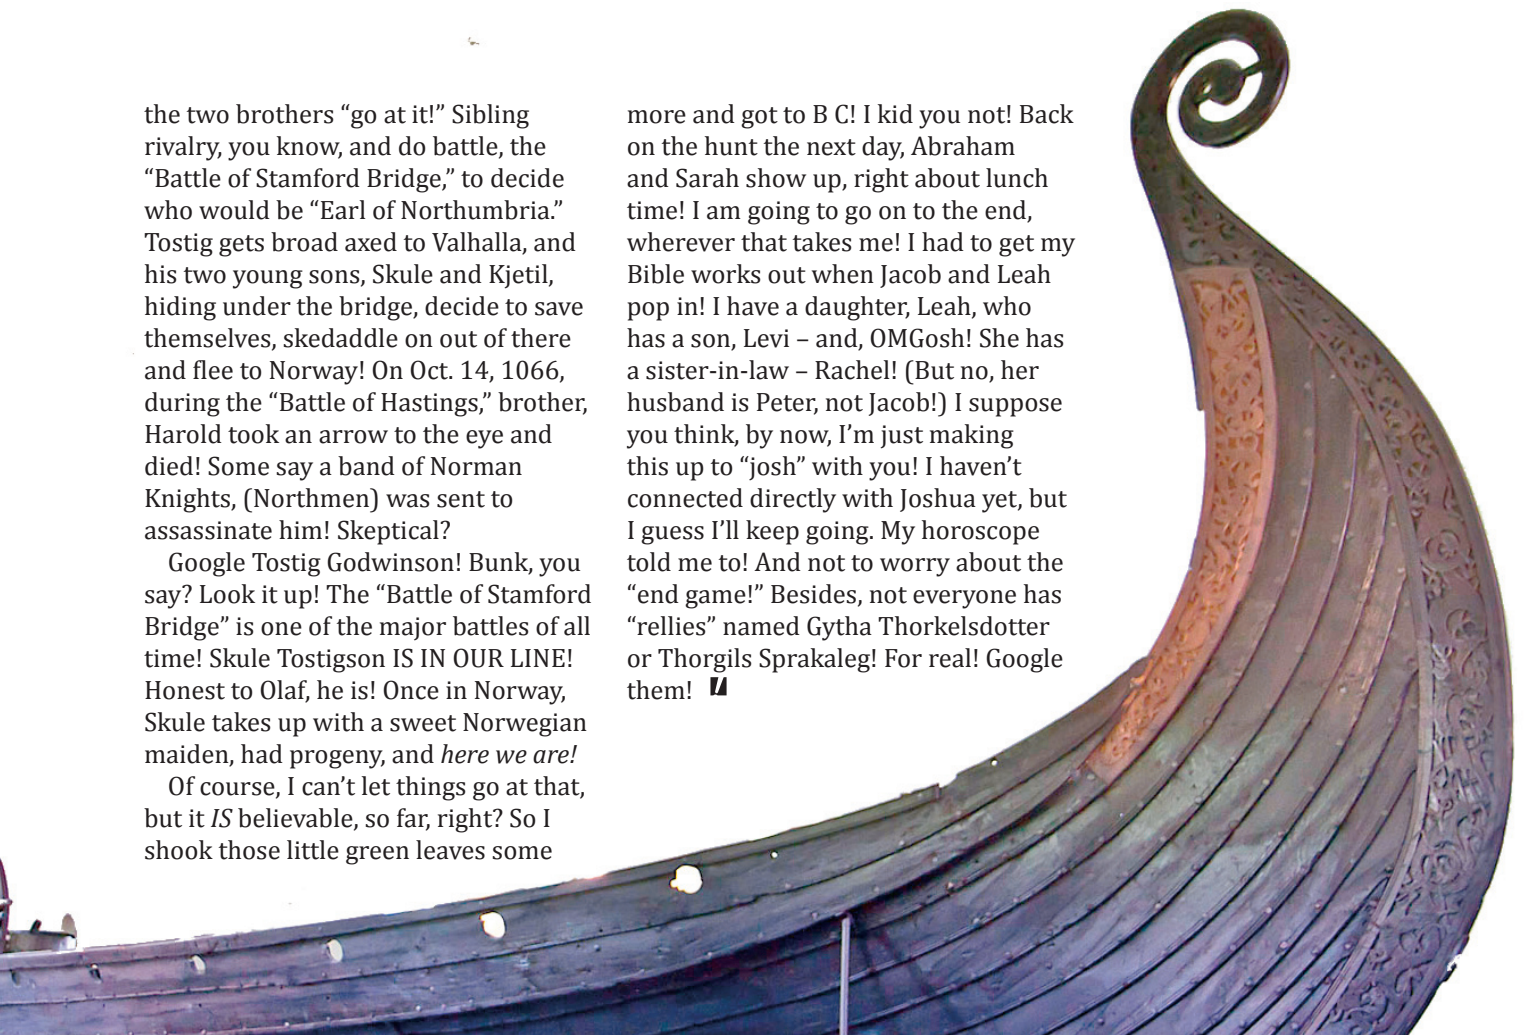 the two brothers “go at it!” Sibling
rivalry, you know, and do battle, the
“Battle of Stamford Bridge,” to decide
who would be “Earl of Northumbria.”
Tostig gets broad axed to Valhalla, and
his two young sons, Skule and Kjetil,
hiding under the bridge, decide to save
themselves, skedaddle on out of there
and flee to Norway! On Oct. 14, 1066,
during the “Battle of Hastings,” brother,
Harold took an arrow to the eye and
died! Some say a band of Norman
Knights, (Northmen) was sent to
assassinate him! Skeptical?
Google Tostig Godwinson! Bunk, you
say? Look it up! The “Battle of Stamford
Bridge” is one of the major battles of all
time! Skule Tostigson IS IN OUR LINE!
Honest to Olaf, he is! Once in Norway,
Skule takes up with a sweet Norwegian
maiden, had progeny, and here we are!
Of course, I can’t let things go at that,
but it IS believable, so far, right? So I
shook those little green leaves some
more and got to B C! I kid you not! Back
on the hunt the next day, Abraham
and Sarah show up, right about lunch
time! I am going to go on to the end,
wherever that takes me! I had to get my
Bible works out when Jacob and Leah
pop in! I have a daughter, Leah, who
has a son, Levi – and, OMGosh! She has
a sister-in-law – Rachel! (But no, her
husband is Peter, not Jacob!) I suppose
you think, by now, I’m just making
this up to “josh” with you! I haven’t
connected directly with Joshua yet, but
I guess I’ll keep going. My horoscope
told me to! And not to worry about the
“end game!” Besides, not everyone has
“rellies” named Gytha Thorkelsdotter
or Thorgils Sprakaleg! For real! Google
them!